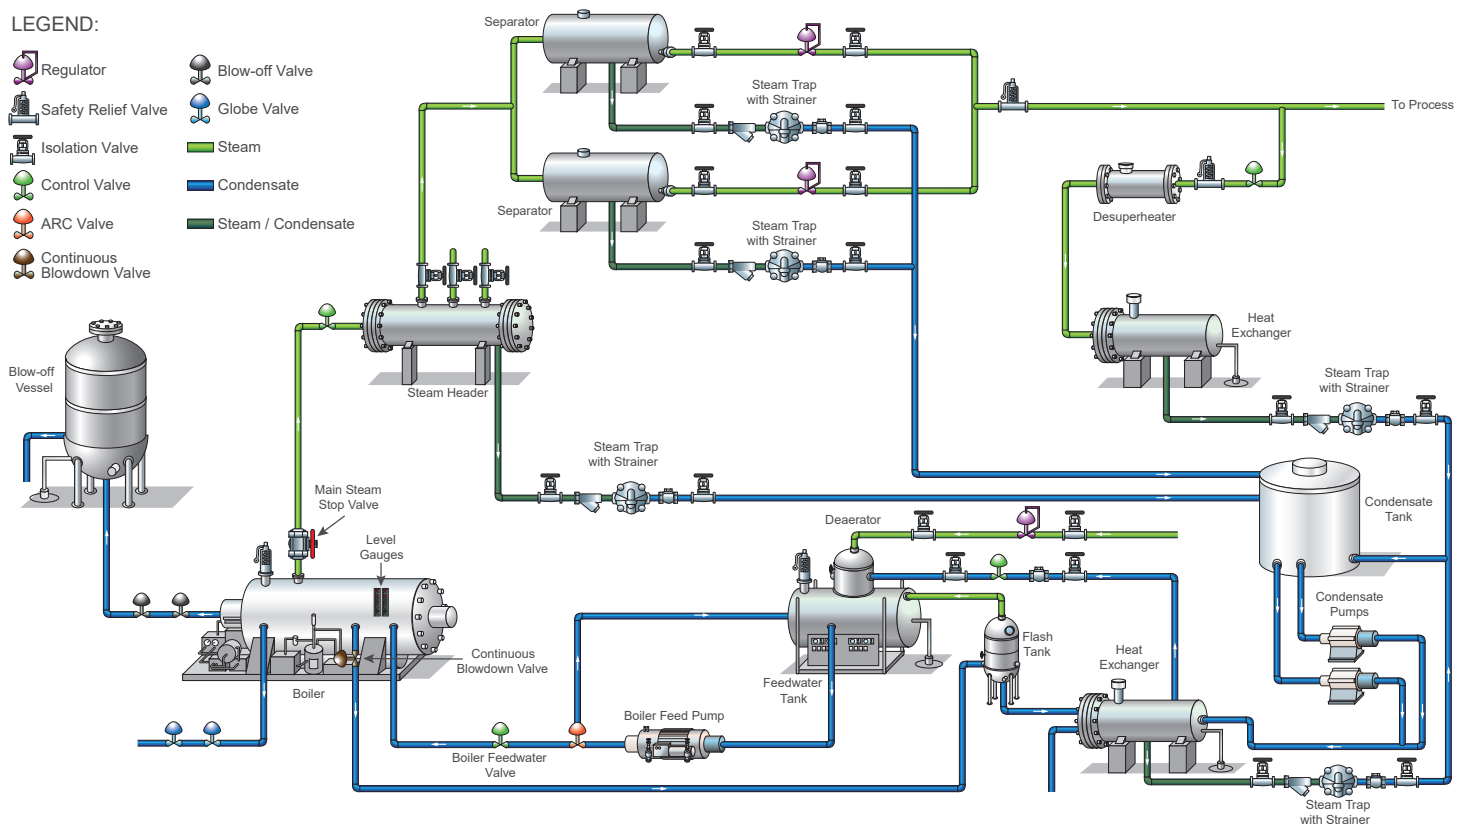 LEGEND:
Regulator
Safety Relief Valve
Isolation Valve
Control Valve
ARC Valve
Continuous
Blowdown Valve
Blow-off Valve
Globe Valve
Steam
Condensate
Steam / Condensate
Separator
Steam Trap
with Strainer
To Process
Separator
Steam Trap
with Strainer
Desuperheater
Heat
Exchanger
Blow-off
Vessel
Steam Header
Steam Trap
with Strainer
Steam Trap
with Strainer
Main Steam
Stop Valve
Level
Gauges
Deaerator
Condensate
Tank
Condensate
Pumps
Continuous
Blowdown Valve
Boiler
Feedwater
Tank
Flash
Tank
Heat
Exchanger
Boiler Feed Pump
Boiler Feedwater
Valve
Steam Trap
with Strainer